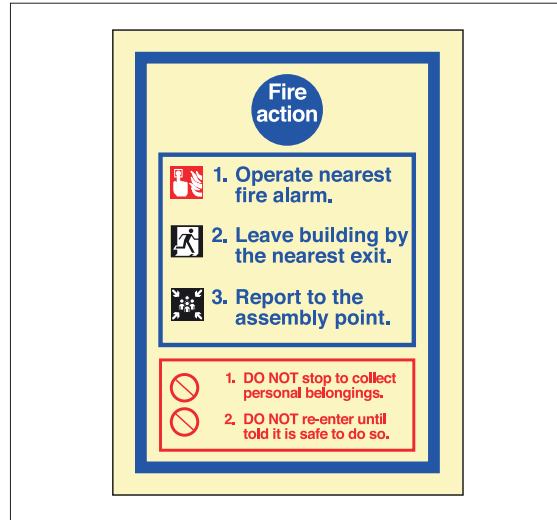 Fire
action
1. Operate nearest
fire alarm.
2. Leave building by
the nearest exit.
3. Report to the
assembly point.
1. DO NOT stop to collect
personal belongings.
2. DO NOT re-enter until
told it is safe to do so.